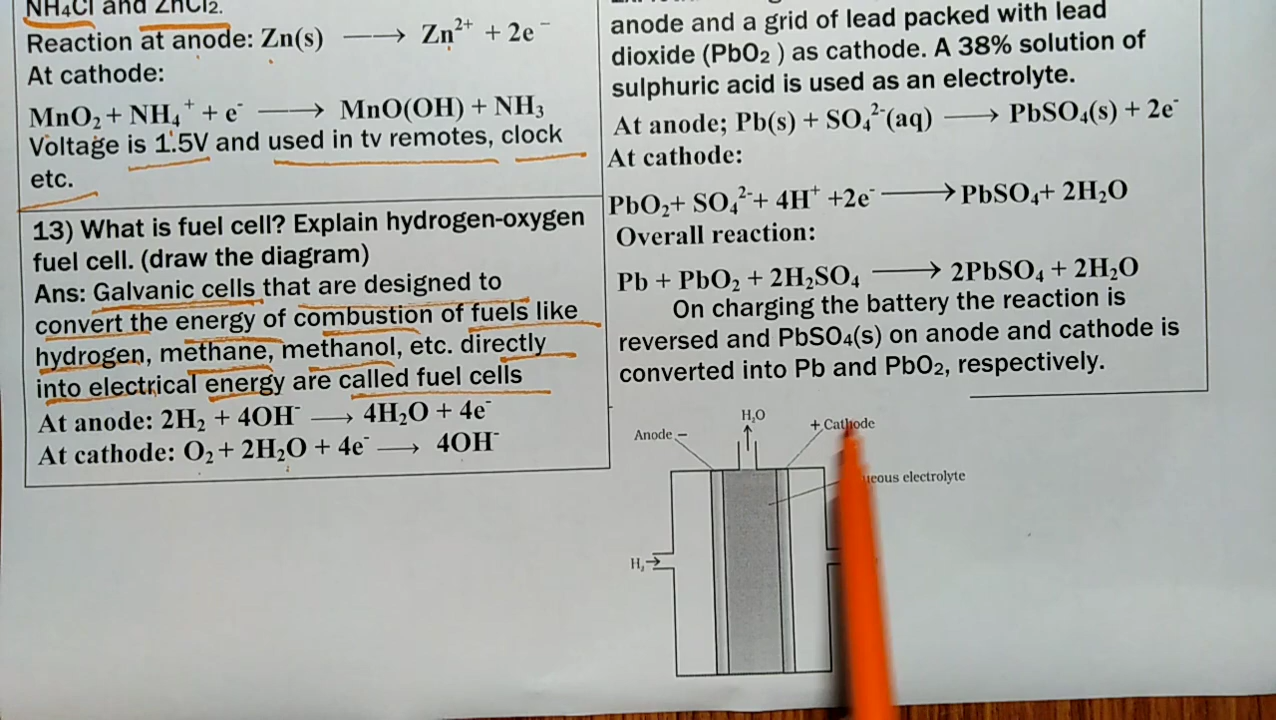 NH₄Cl and ZnCl₂.
Reaction at anode: Zn(s) ⟶ Zn²⁺ + 2e⁻
At cathode:
MnO₂ + NH₄⁺ + e⁻ ⟶ MnO(OH) + NH₃
Voltage is 1.5V and used in tv remotes, clock
etc.
13) What is fuel cell? Explain hydrogen-oxygen
fuel cell. (draw the diagram)
Ans: Galvanic cells that are designed to
convert the energy of combustion of fuels like
hydrogen, methane, methanol, etc. directly
into electrical energy are called fuel cells
At anode: 2H₂ + 4OH⁻ ⟶ 4H₂O + 4e⁻
At cathode: O₂ + 2H₂O + 4e⁻ ⟶ 4OH⁻
anode and a grid of lead packed with lead
dioxide (PbO₂ ) as cathode. A 38% solution of
sulphuric acid is used as an electrolyte.
At anode; Pb(s) + SO₄²⁻(aq) ⟶ PbSO₄(s) + 2e⁻
At cathode:
PbO₂+ SO₄²⁻+ 4H⁺ +2e⁻ ⟶ PbSO₄+ 2H₂O
Overall reaction:
Pb + PbO₂ + 2H₂SO₄ ⟶ 2PbSO₄ + 2H₂O
On charging the battery the reaction is
reversed and PbSO₄(s) on anode and cathode is
converted into Pb and PbO₂, respectively.
H₂O
Anode −
+ Cathode
electrolyte
H₂→